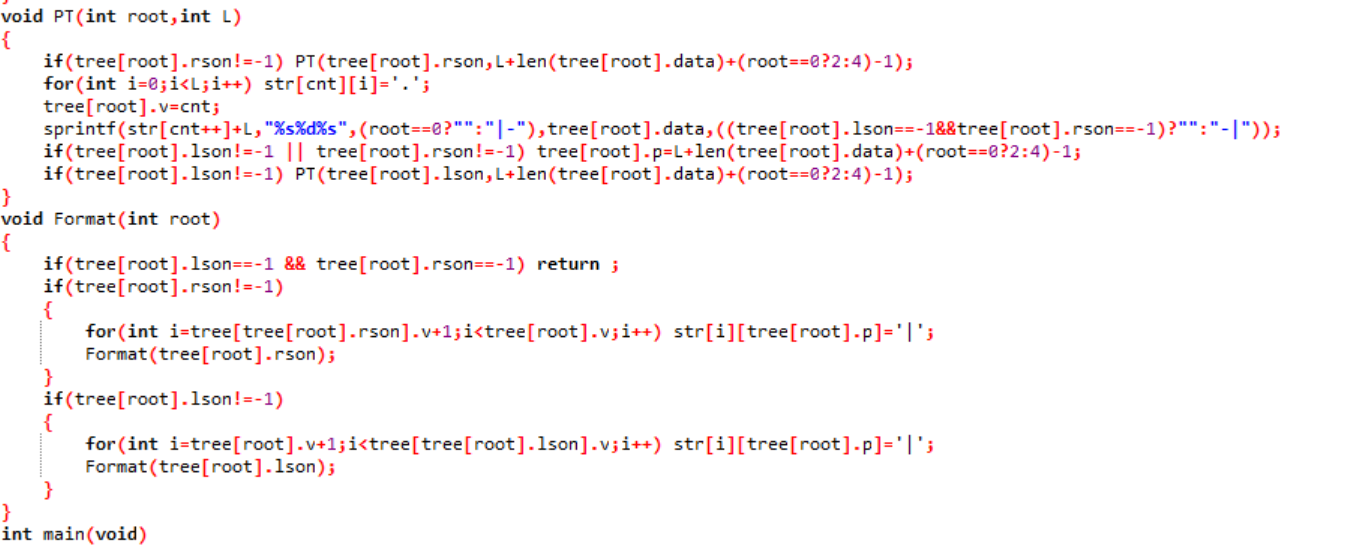 void PT(int root,int L)
{
    if(tree[root].rson!=-1) PT(tree[root].rson,L+len(tree[root].data)+(root==0?2:4)-1);
    for(int i=0;i<L;i++) str[cnt][i]='.';
    tree[root].v=cnt;
    sprintf(str[cnt++]+L,"%s%d%s",(root==0?"":"|-"),tree[root].data,((tree[root].lson==-1&&tree[root].rson==-1)?"":"-|"));
    if(tree[root].lson!=-1 || tree[root].rson!=-1) tree[root].p=L+len(tree[root].data)+(root==0?2:4)-1;
    if(tree[root].lson!=-1) PT(tree[root].lson,L+len(tree[root].data)+(root==0?2:4)-1);
}
void Format(int root)
{
    if(tree[root].lson==-1 && tree[root].rson==-1) return ;
    if(tree[root].rson!=-1)
    {
        for(int i=tree[tree[root].rson].v+1;i<tree[root].v;i++) str[i][tree[root].p]='|';
        Format(tree[root].rson);
    }
    if(tree[root].lson!=-1)
    {
        for(int i=tree[root].v+1;i<tree[tree[root].lson].v;i++) str[i][tree[root].p]='|';
        Format(tree[root].lson);
    }
}
int main(void)